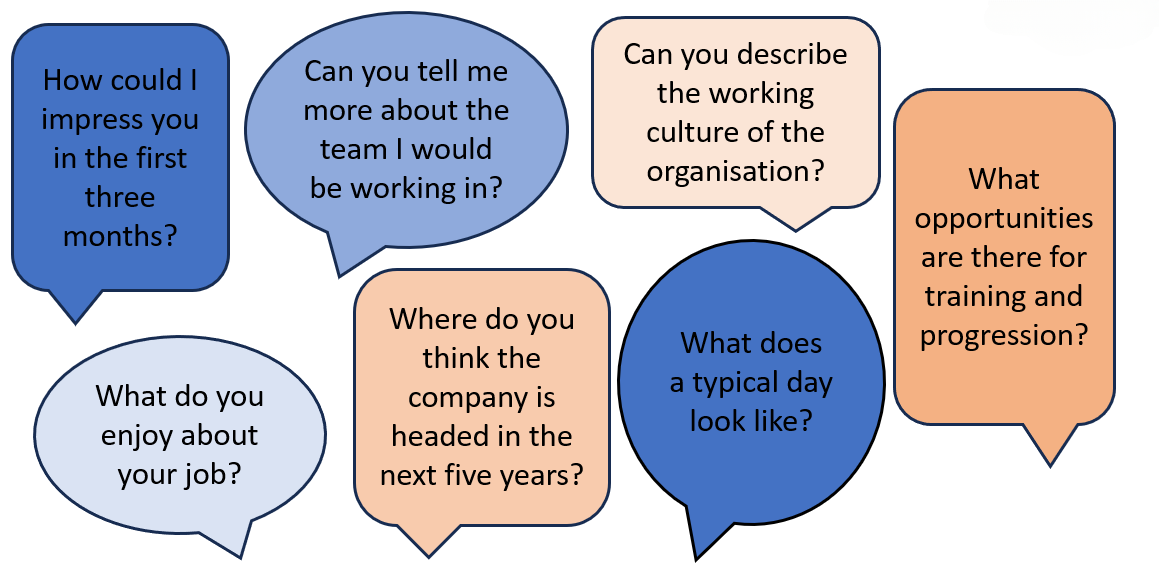 How could I
impress you
in the first
three
months?
Can you tell me
more about the
team I would
be working in?
Can you describe
the working
culture of the
organisation?
What
opportunities
are there for
training and
progression?
What do you
enjoy about
your job?
Where do you
think the
company is
headed in the
next five years?
What does
a typical day
look like?